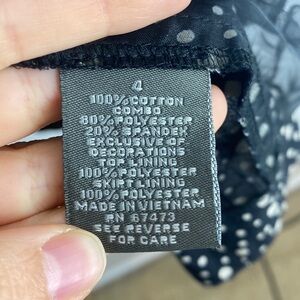 4
100%COTTON
COMBO
80%POLYESTER
20%SPANDEX
EXCLUSIVE OF
DECORATIONS
TOP LINING
100%POLYESTER
SKIRT LINING
100%POLYESTER
MADE IN VIETNAM
RN 67473
SEE REVERSE
FOR CARE